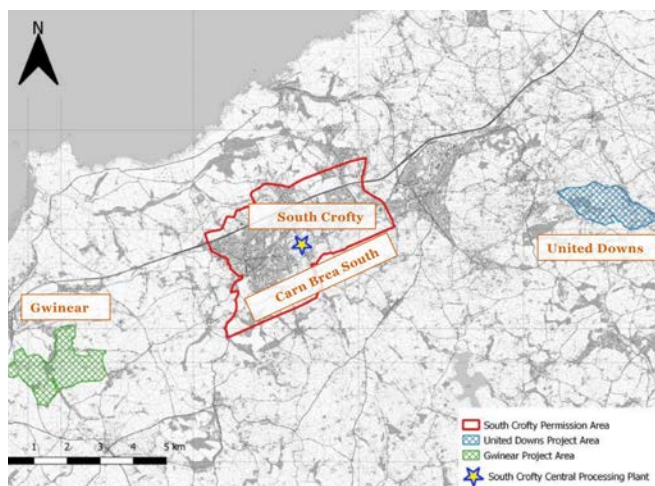 N
South Crofty
Carn Brea South
United Downs
Gwinear
1 2 3 4 5 km
South Crofty Permission Area
United Downs Project Area
Gwinear Project Area
South Crofty Central Processing Plant